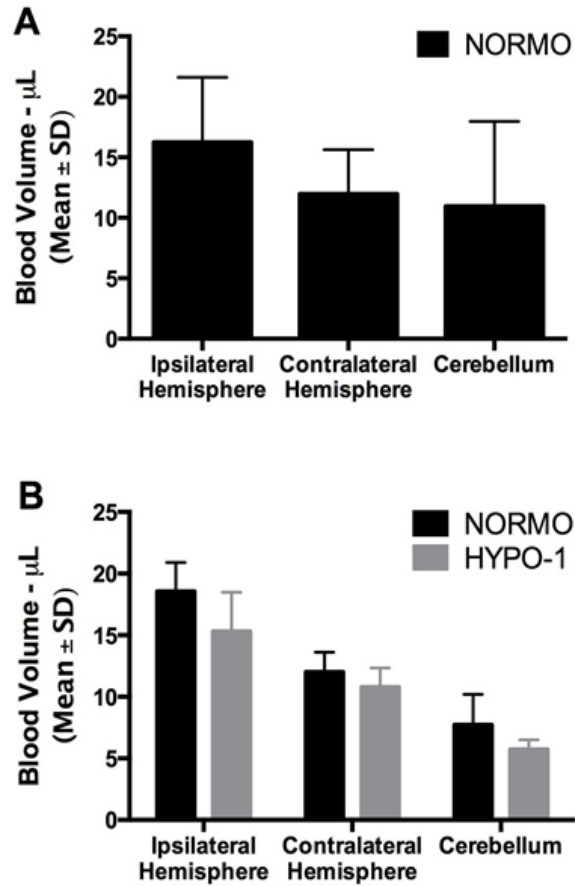 A
25
20
15
10
5
0
Blood Volume - μL
(Mean ± SD)
NORMO
Ipsilateral
Hemisphere
Contralateral
Hemisphere
Cerebellum
B
25
20
15
10
5
0
Blood Volume - μL
(Mean ± SD)
NORMO
HYPO-1
Ipsilateral
Hemisphere
Contralateral
Hemisphere
Cerebellum